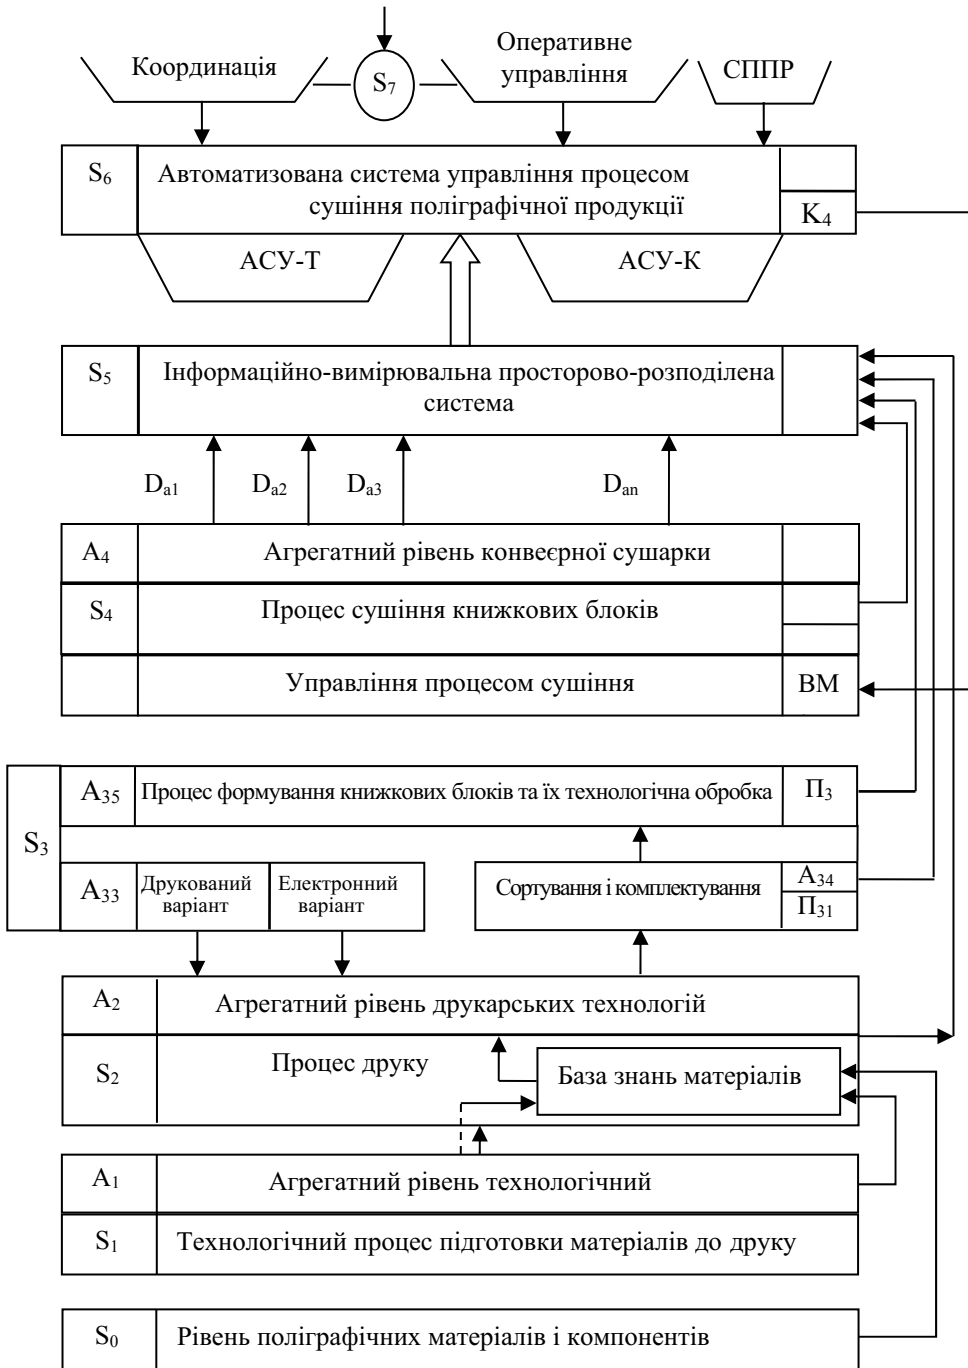 Координація
S7
Оперативне
управління
СППР
S6
Автоматизована система управління процесом
сушіння поліграфічної продукції
K4
АСУ-Т
АСУ-К
S5
Інформаційно-вимірювальна просторово-розподілена
система
Da1
Da2
Da3
Dan
A4
Агрегатний рівень конвеєрної сушарки
S4
Процес сушіння книжкових блоків
Управління процесом сушіння
ВМ
S3
A35
Процес формування книжкових блоків та їх технологічна обробка
П3
A33
Друкований
варіант
Електронний
варіант
Сортування і комплектування
A34
П31
A2
Агрегатний рівень друкарських технологій
S2
Процес друку
База знань матеріалів
A1
Агрегатний рівень технологічний
S1
Технологічний процес підготовки матеріалів до друку
S0
Рівень поліграфічних матеріалів і компонентів